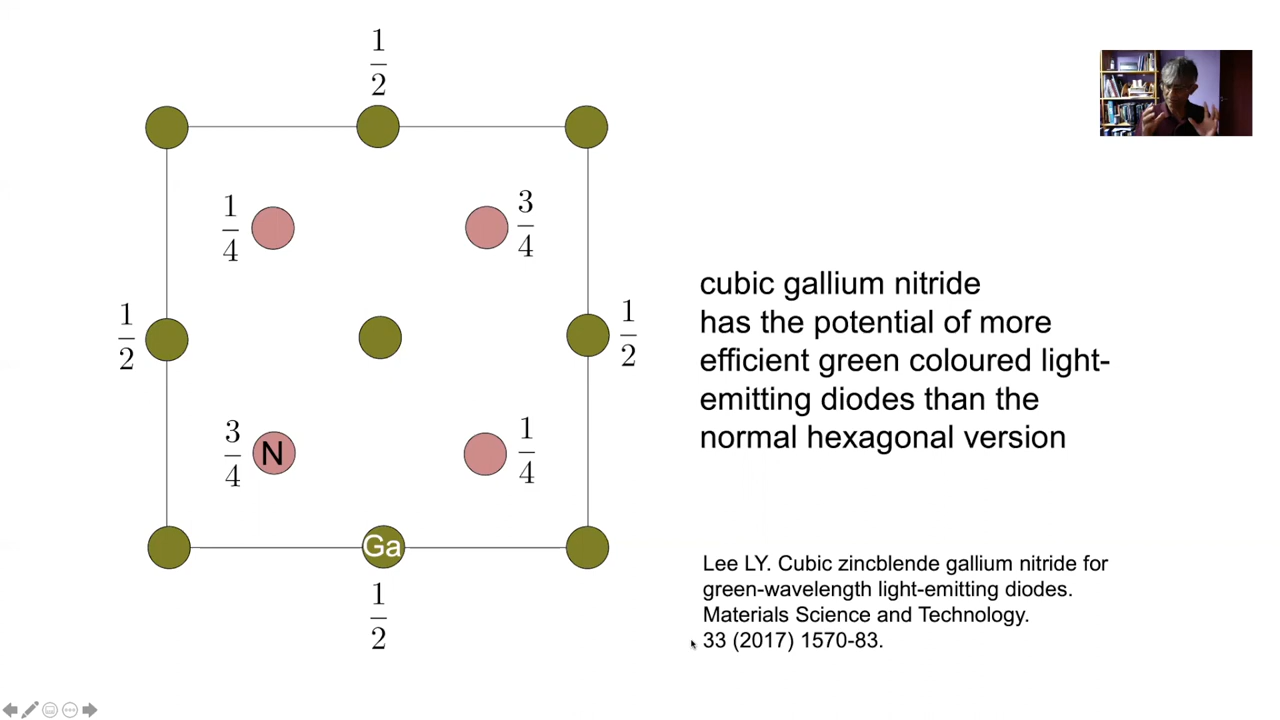 1
2
1
4
3
4
1
2
1
2
3
4
N
1
4
Ga
1
2
cubic gallium nitride
has the potential of more
efficient green coloured light-
emitting diodes than the
normal hexagonal version
Lee LY. Cubic zincblende gallium nitride for
green-wavelength light-emitting diodes.
Materials Science and Technology.
33 (2017) 1570-83.